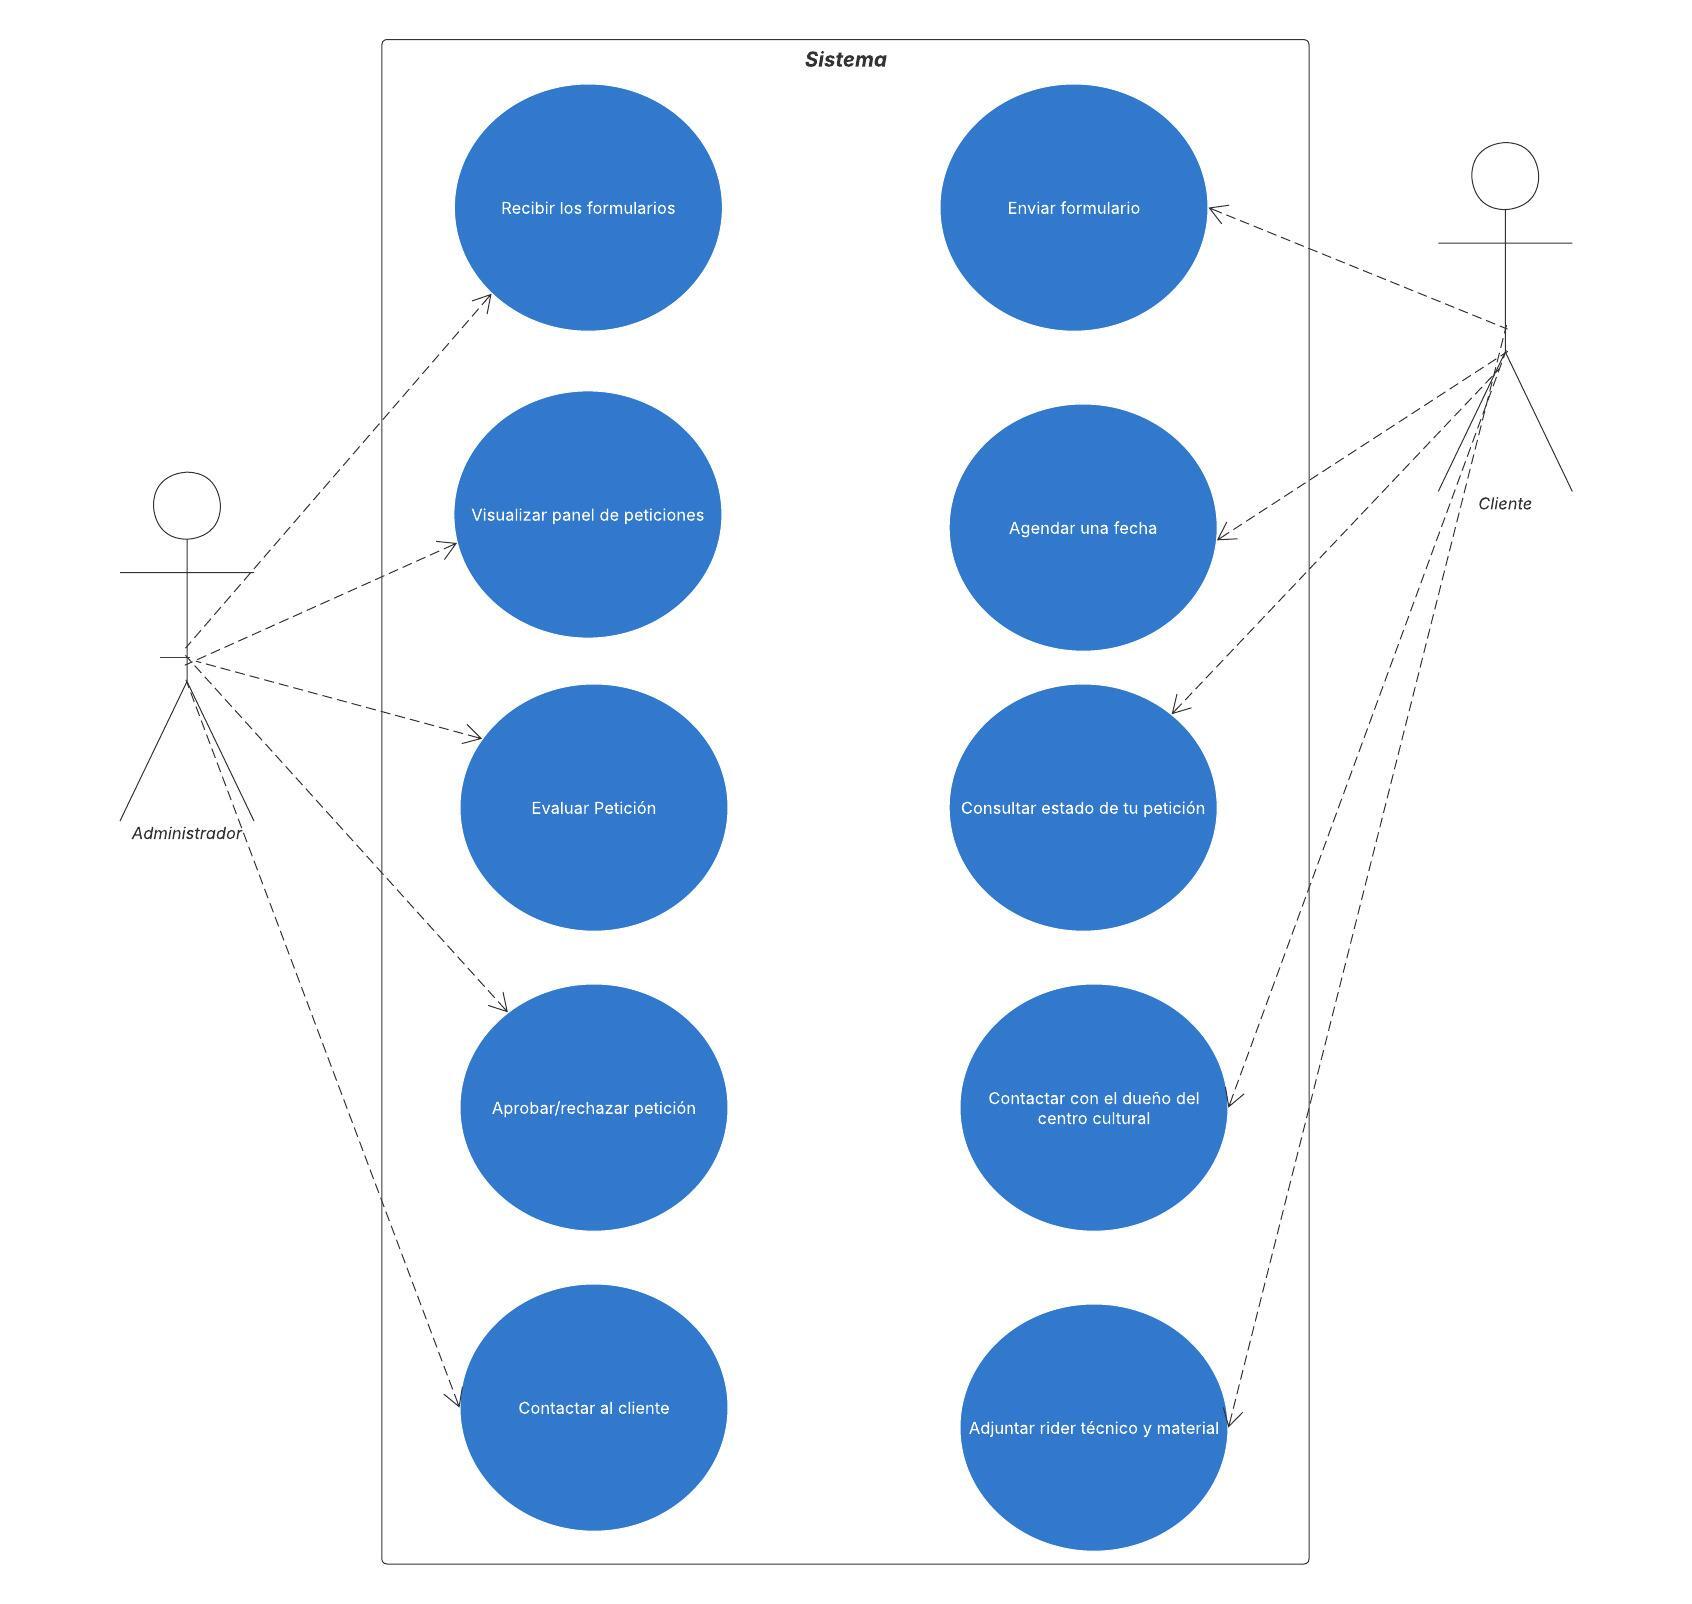 Sistema
Recibir los formularios
Enviar formulario
Visualizar panel de peticiones
Agendar una fecha
Cliente
Evaluar Petición
Consultar estado de tu petición
Administrador
Aprobar/rechazar petición
Contactar con el dueño del
centro cultural
Contactar al cliente
Adjuntar rider técnico y material